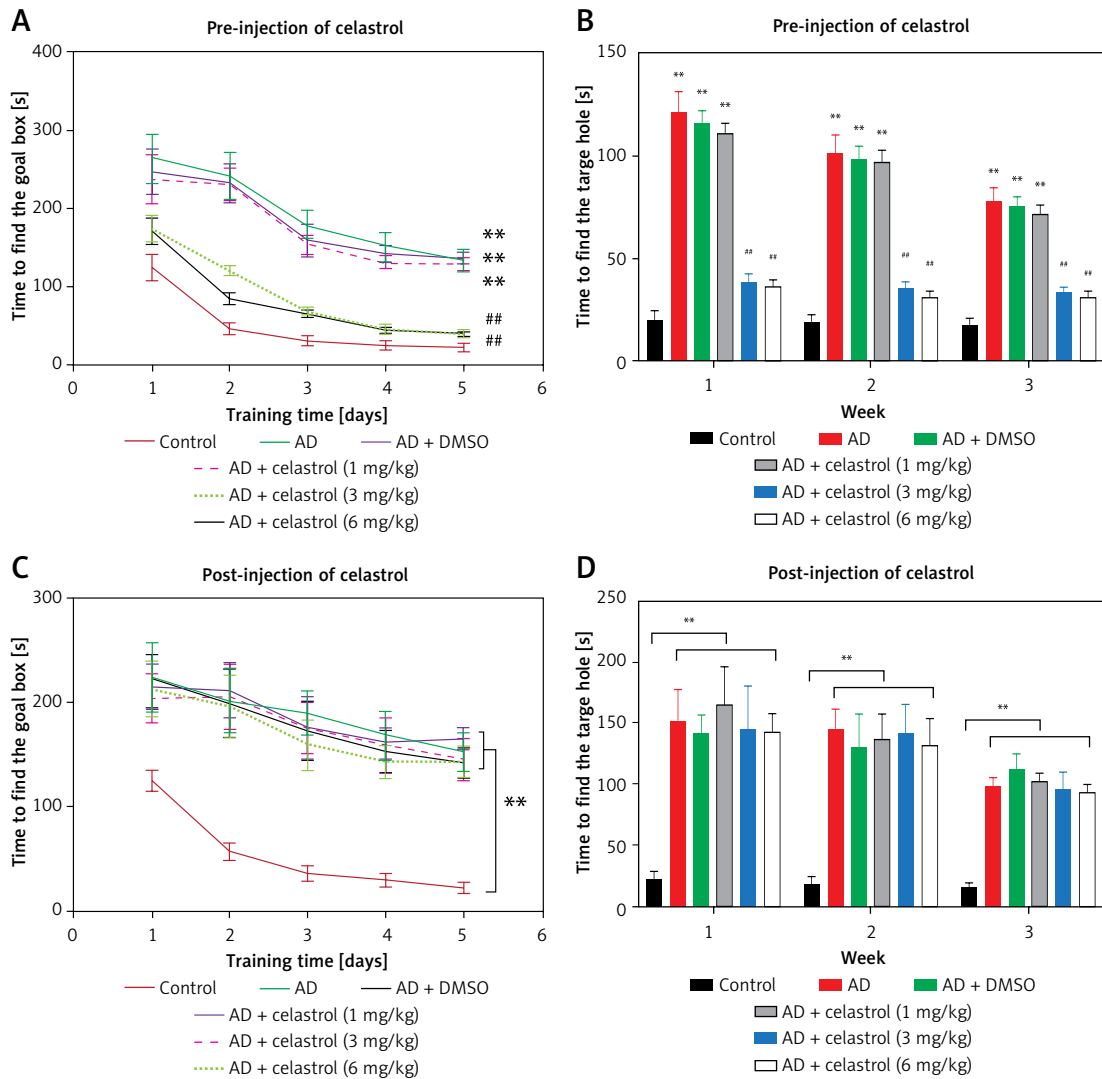 A
Pre-injection of celastrol
Time to find the goal box [s]
400
300
200
100
0
**
**
**
##
##
0 1 2 3 4 5 6
Training time [days]
Control AD AD + DMSO
AD + celastrol (1 mg/kg)
AD + celastrol (3 mg/kg)
AD + celastrol (6 mg/kg)
B
Pre-injection of celastrol
Time to find the targe hole [s]
150
100
50
0
** ** ** ## ##
** ** ** ## ##
** ** ** ## ##
1 2 3
Week
Control AD AD + DMSO
AD + celastrol (1 mg/kg)
AD + celastrol (3 mg/kg)
AD + celastrol (6 mg/kg)
C
Post-injection of celastrol
Time to find the goal box [s]
300
200
100
0
**
0 1 2 3 4 5 6
Training time [days]
Control AD AD + DMSO
AD + celastrol (1 mg/kg)
AD + celastrol (3 mg/kg)
AD + celastrol (6 mg/kg)
D
Post-injection of celastrol
Time to find the targe hole [s]
250
200
150
100
50
0
**
**
**
1 2 3
Week
Control AD AD + DMSO
AD + celastrol (1 mg/kg)
AD + celastrol (3 mg/kg)
AD + celastrol (6 mg/kg)